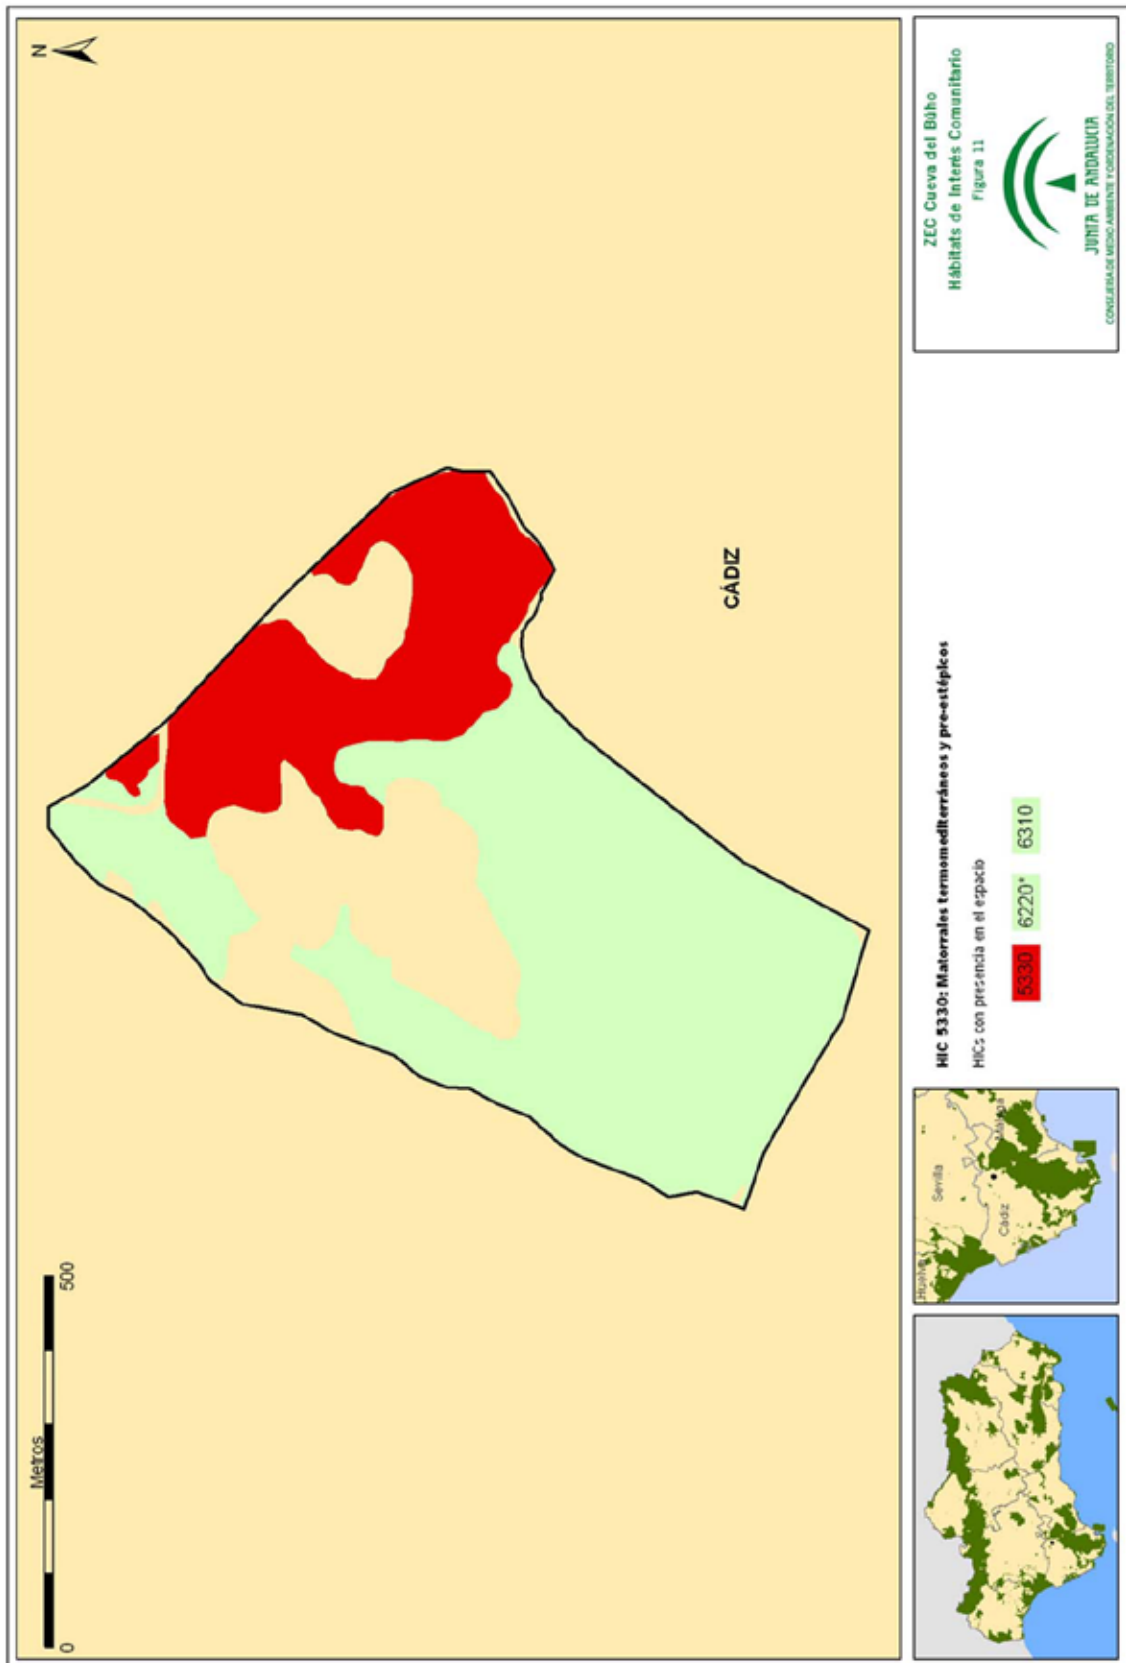 N
Metros
0
500
CÁDIZ
Huelva
Sevilla
Cádiz
Málaga
HIC 5330: Matorrales termomediterráneos y pre-estépicos
HICs con presencia en el espacio
5330 6220* 6310
ZEC Cueva del Búho
Hábitats de Interés Comunitario
Figura 11
JUNTA DE ANDALUCIA
CONSEJERIA DE MEDIO AMBIENTE Y ORDENACIÓN DEL TERRITORIO